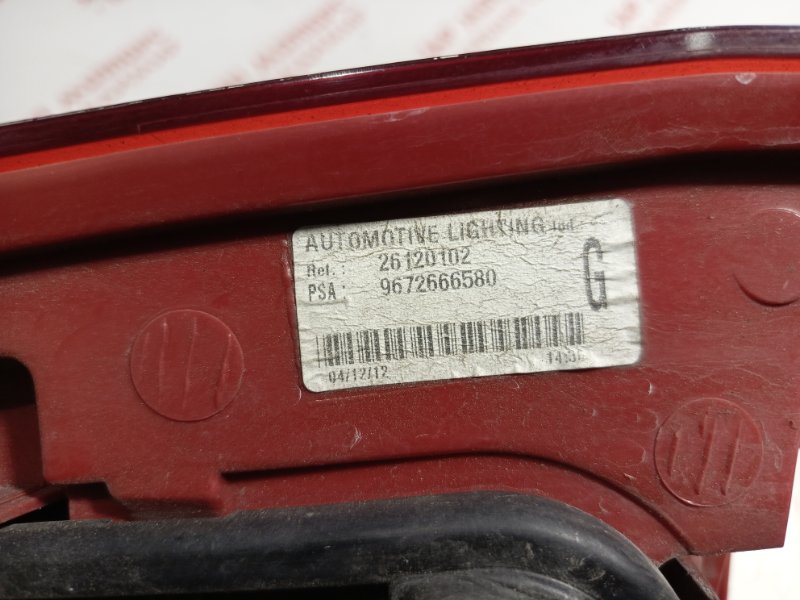 AUTOMOTIVE LIGHTING
Ref.: 26120102
PSA: 9672666580
G
04/12/12